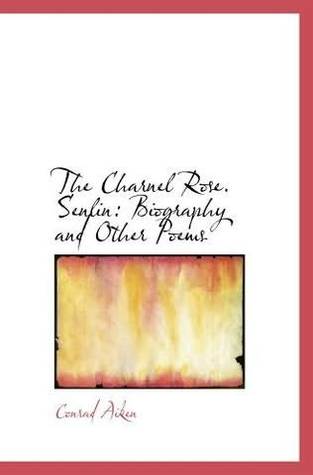 The Charnel Rose.
Senlin: Biography
and Other Poems
Conrad Aiken